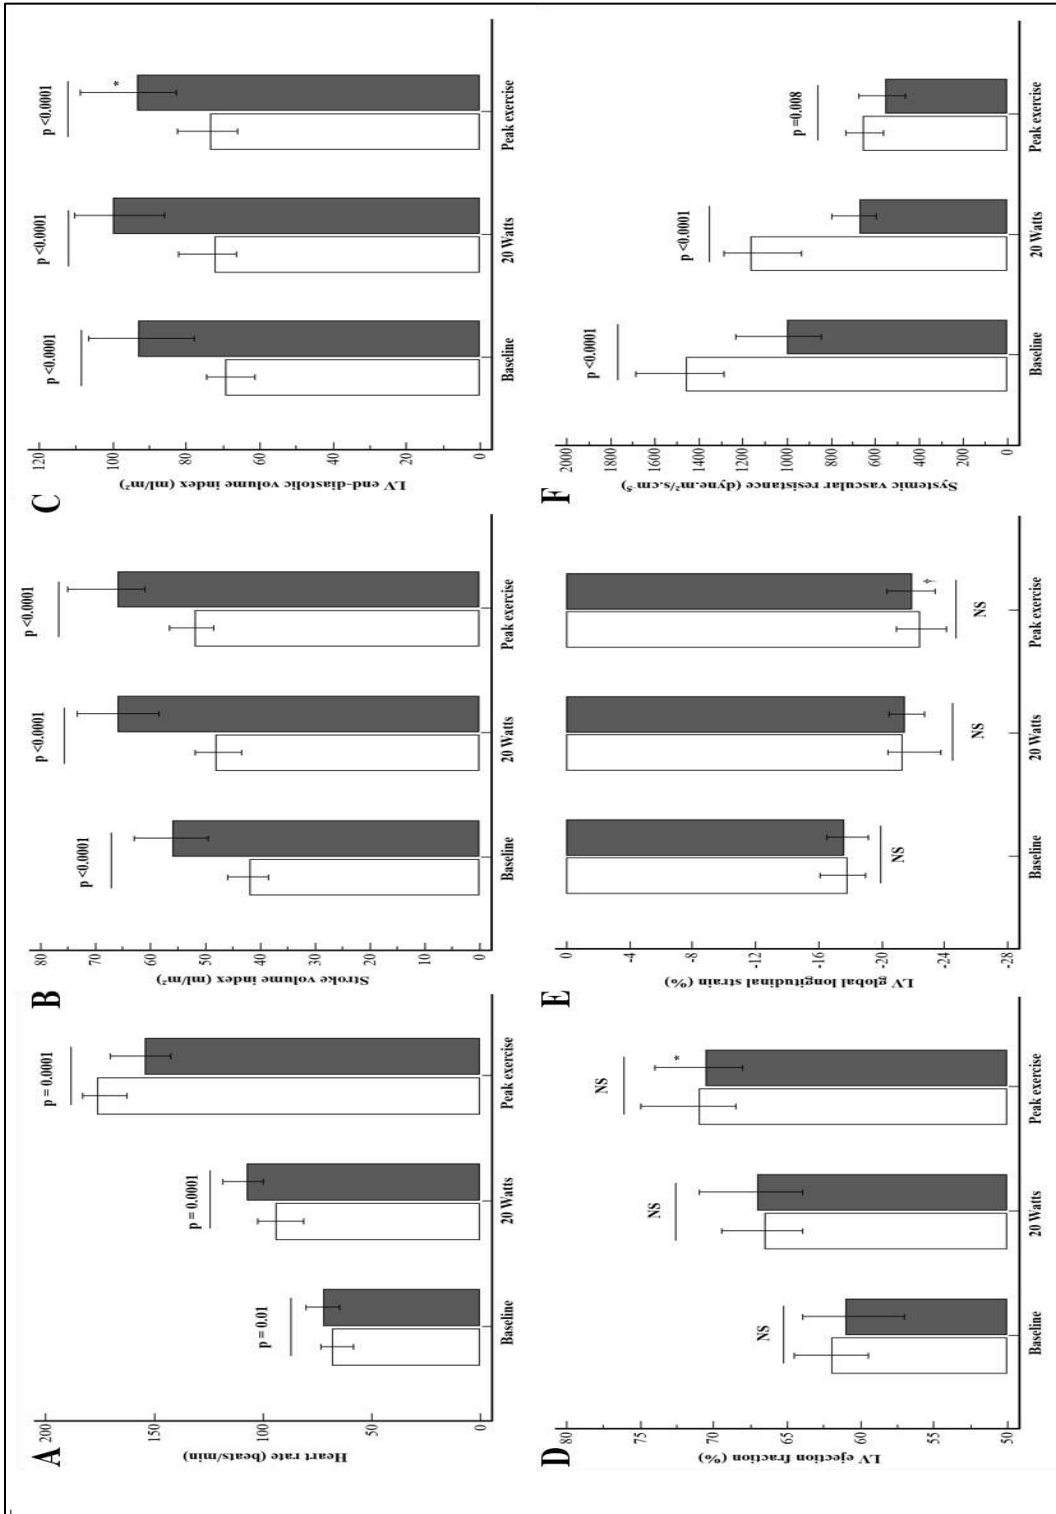 A
Heart rate (beats/min)
200
150
100
50
0
p = 0.01
p = 0.0001
p = 0.0001
Baseline
20 Watts
Peak exercise
B
Stroke volume index (ml/m²)
80
70
60
50
40
30
20
10
0
p <0.0001
p <0.0001
p <0.0001
Baseline
20 Watts
Peak exercise
C
LV end-diastolic volume index (ml/m²)
120
100
80
60
40
20
0
p <0.0001
p <0.0001
p <0.0001
*
Baseline
20 Watts
Peak exercise
D
LV ejection fraction (%)
80
75
70
65
60
55
50
NS
NS
NS
*
Baseline
20 Watts
Peak exercise
E
LV global longitudinal strain (%)
0
-4
-8
-12
-16
-20
-24
-28
NS
NS
NS
†
Baseline
20 Watts
Peak exercise
F
Systemic vascular resistance (dyne.m²/s.cm⁻⁵)
2000
1800
1600
1400
1200
1000
800
600
400
200
0
p <0.0001
p <0.0001
p =0.008
Baseline
20 Watts
Peak exercise